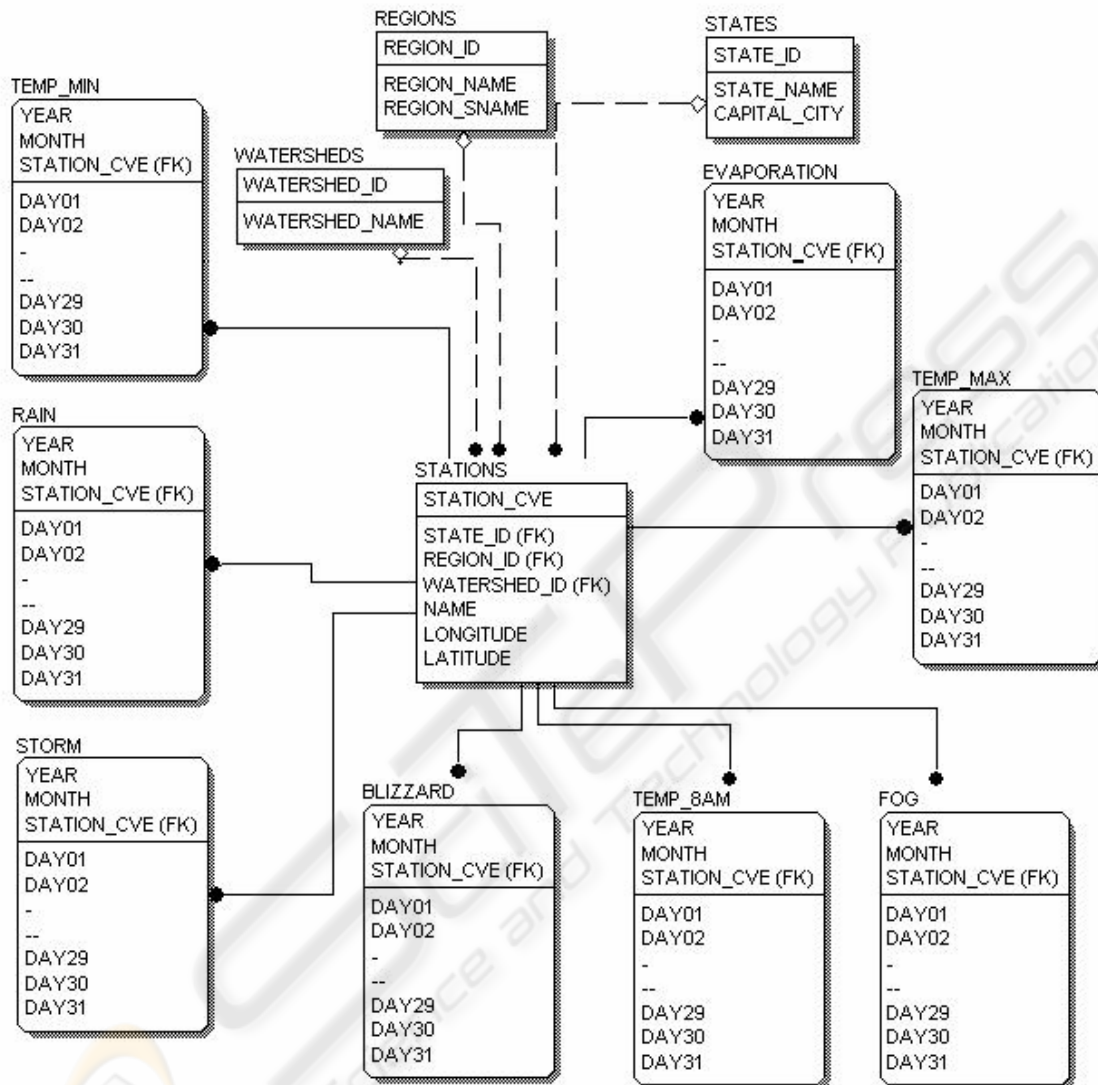 REGIONS
REGION_ID
REGION_NAME
REGION_SNAME
STATES
STATE_ID
STATE_NAME
CAPITAL_CITY
TEMP_MIN
YEAR
MONTH
STATION_CVE (FK)
DAY01
DAY02
-
--
DAY29
DAY30
DAY31
WATERSHEDS
WATERSHED_ID
WATERSHED_NAME
EVAPORATION
YEAR
MONTH
STATION_CVE (FK)
DAY01
DAY02
-
--
DAY29
DAY30
DAY31
TEMP_MAX
YEAR
MONTH
STATION_CVE (FK)
DAY01
DAY02
-
--
DAY29
DAY30
DAY31
RAIN
YEAR
MONTH
STATION_CVE (FK)
DAY01
DAY02
-
--
DAY29
DAY30
DAY31
STATIONS
STATION_CVE
STATE_ID (FK)
REGION_ID (FK)
WATERSHED_ID (FK)
NAME
LONGITUDE
LATITUDE
STORM
YEAR
MONTH
STATION_CVE (FK)
DAY01
DAY02
-
--
DAY29
DAY30
DAY31
BLIZZARD
YEAR
MONTH
STATION_CVE (FK)
DAY01
DAY02
-
--
DAY29
DAY30
DAY31
TEMP_8AM
YEAR
MONTH
STATION_CVE (FK)
DAY01
DAY02
-
--
DAY29
DAY30
DAY31
FOG
YEAR
MONTH
STATION_CVE (FK)
DAY01
DAY02
-
--
DAY29
DAY30
DAY31
SciTePress
Science and Technology Publications